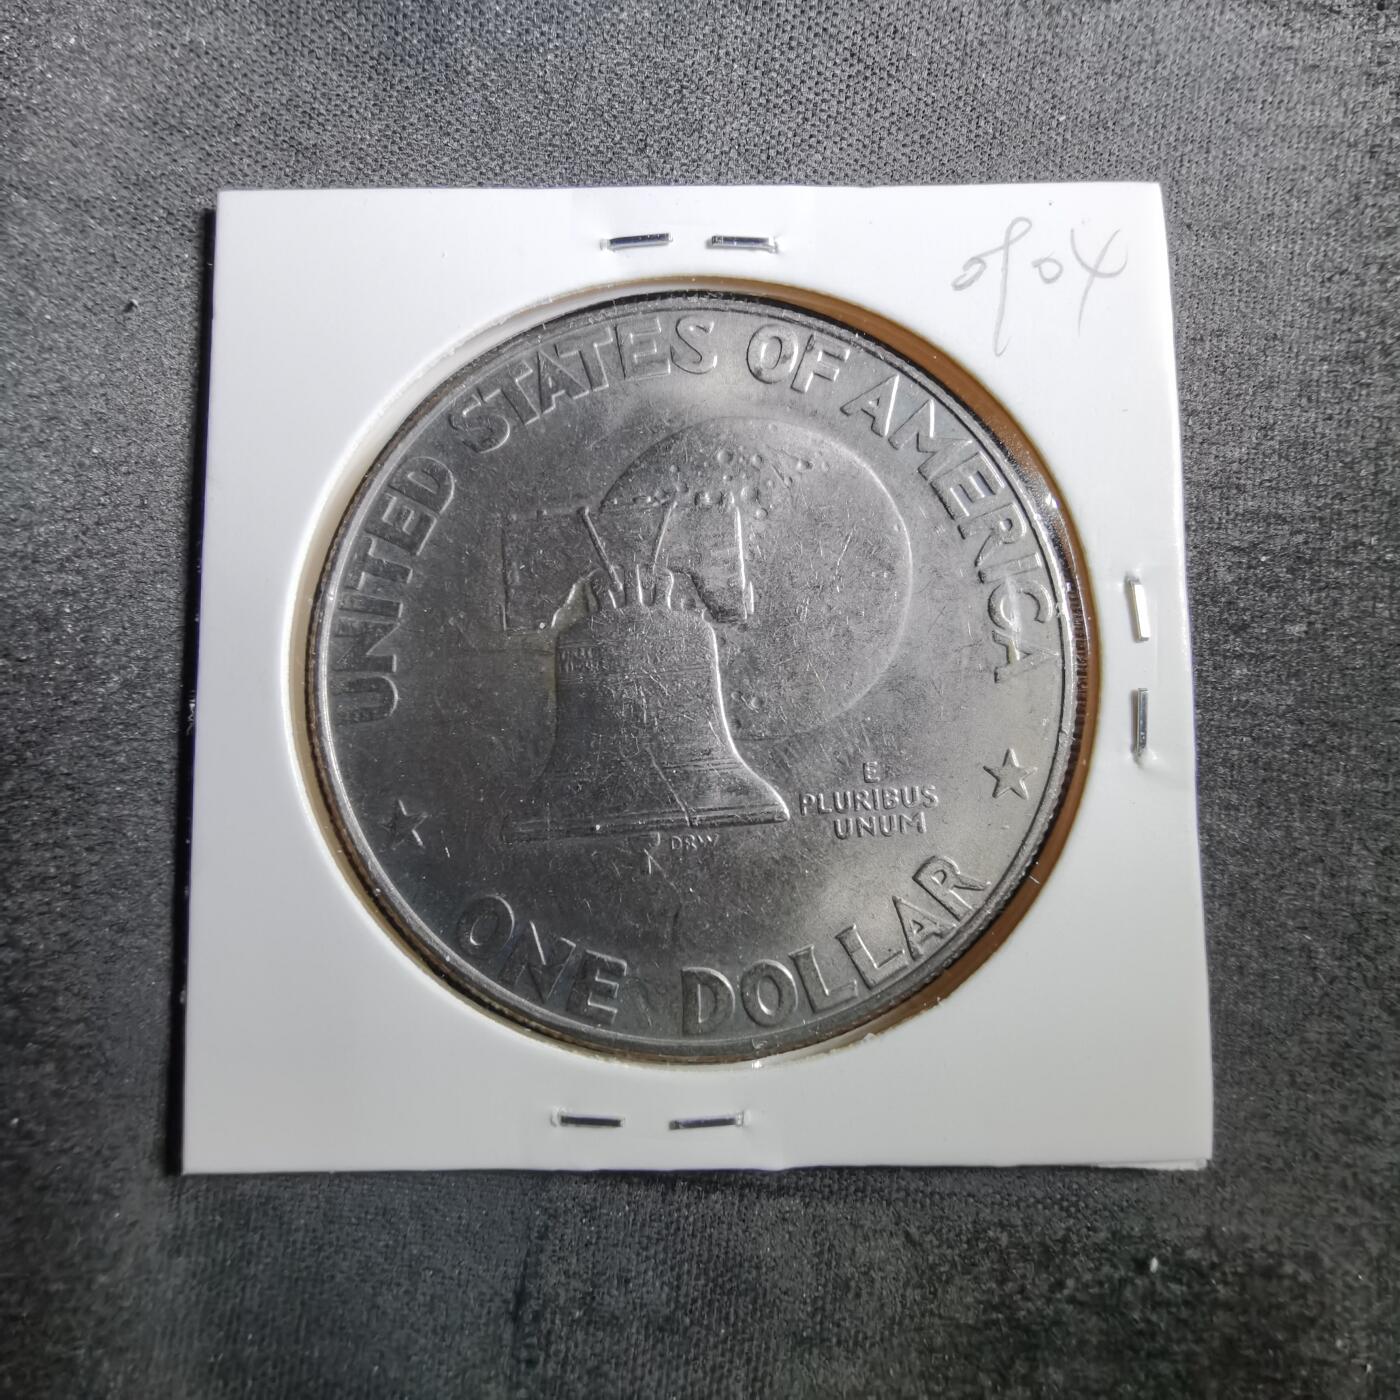 UNITED STATES OF AMERICA
E
PLURIBUS
UNUM
DRW
ONE DOLLAR